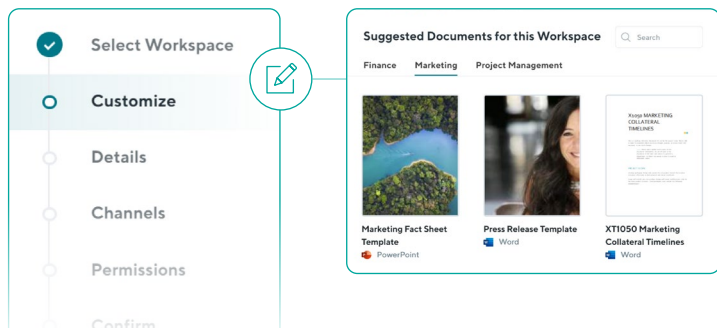 Select Workspace
Customize
Details
Channels
Permissions
Confirm
Suggested Documents for this Workspace
Search
Finance Marketing Project Management
Marketing Fact Sheet
Template
PowerPoint
Press Release Template
Word
MARKETING
COLLATERAL
TIMELINES
XT1050 Marketing
Collateral Timelines
Word